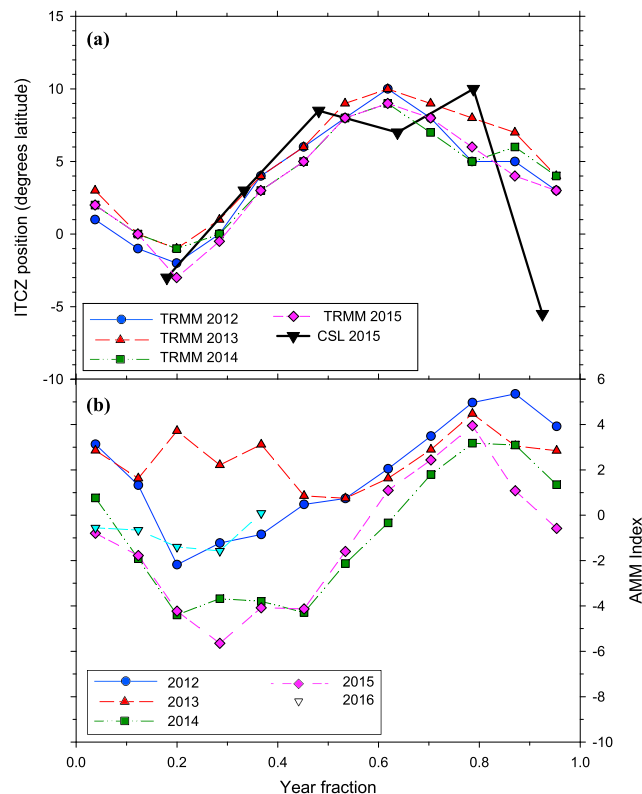 (a)
15
10
5
0
-5
-10
ITCZ position (degrees latitude)
TRMM 2012
TRMM 2013
TRMM 2014
TRMM 2015
CSL 2015
(b)
6
4
2
0
-2
-4
-6
-8
-10
AMM Index
2012
2013
2014
2015
2016
0.0
0.2
0.4
0.6
0.8
1.0
Year fraction